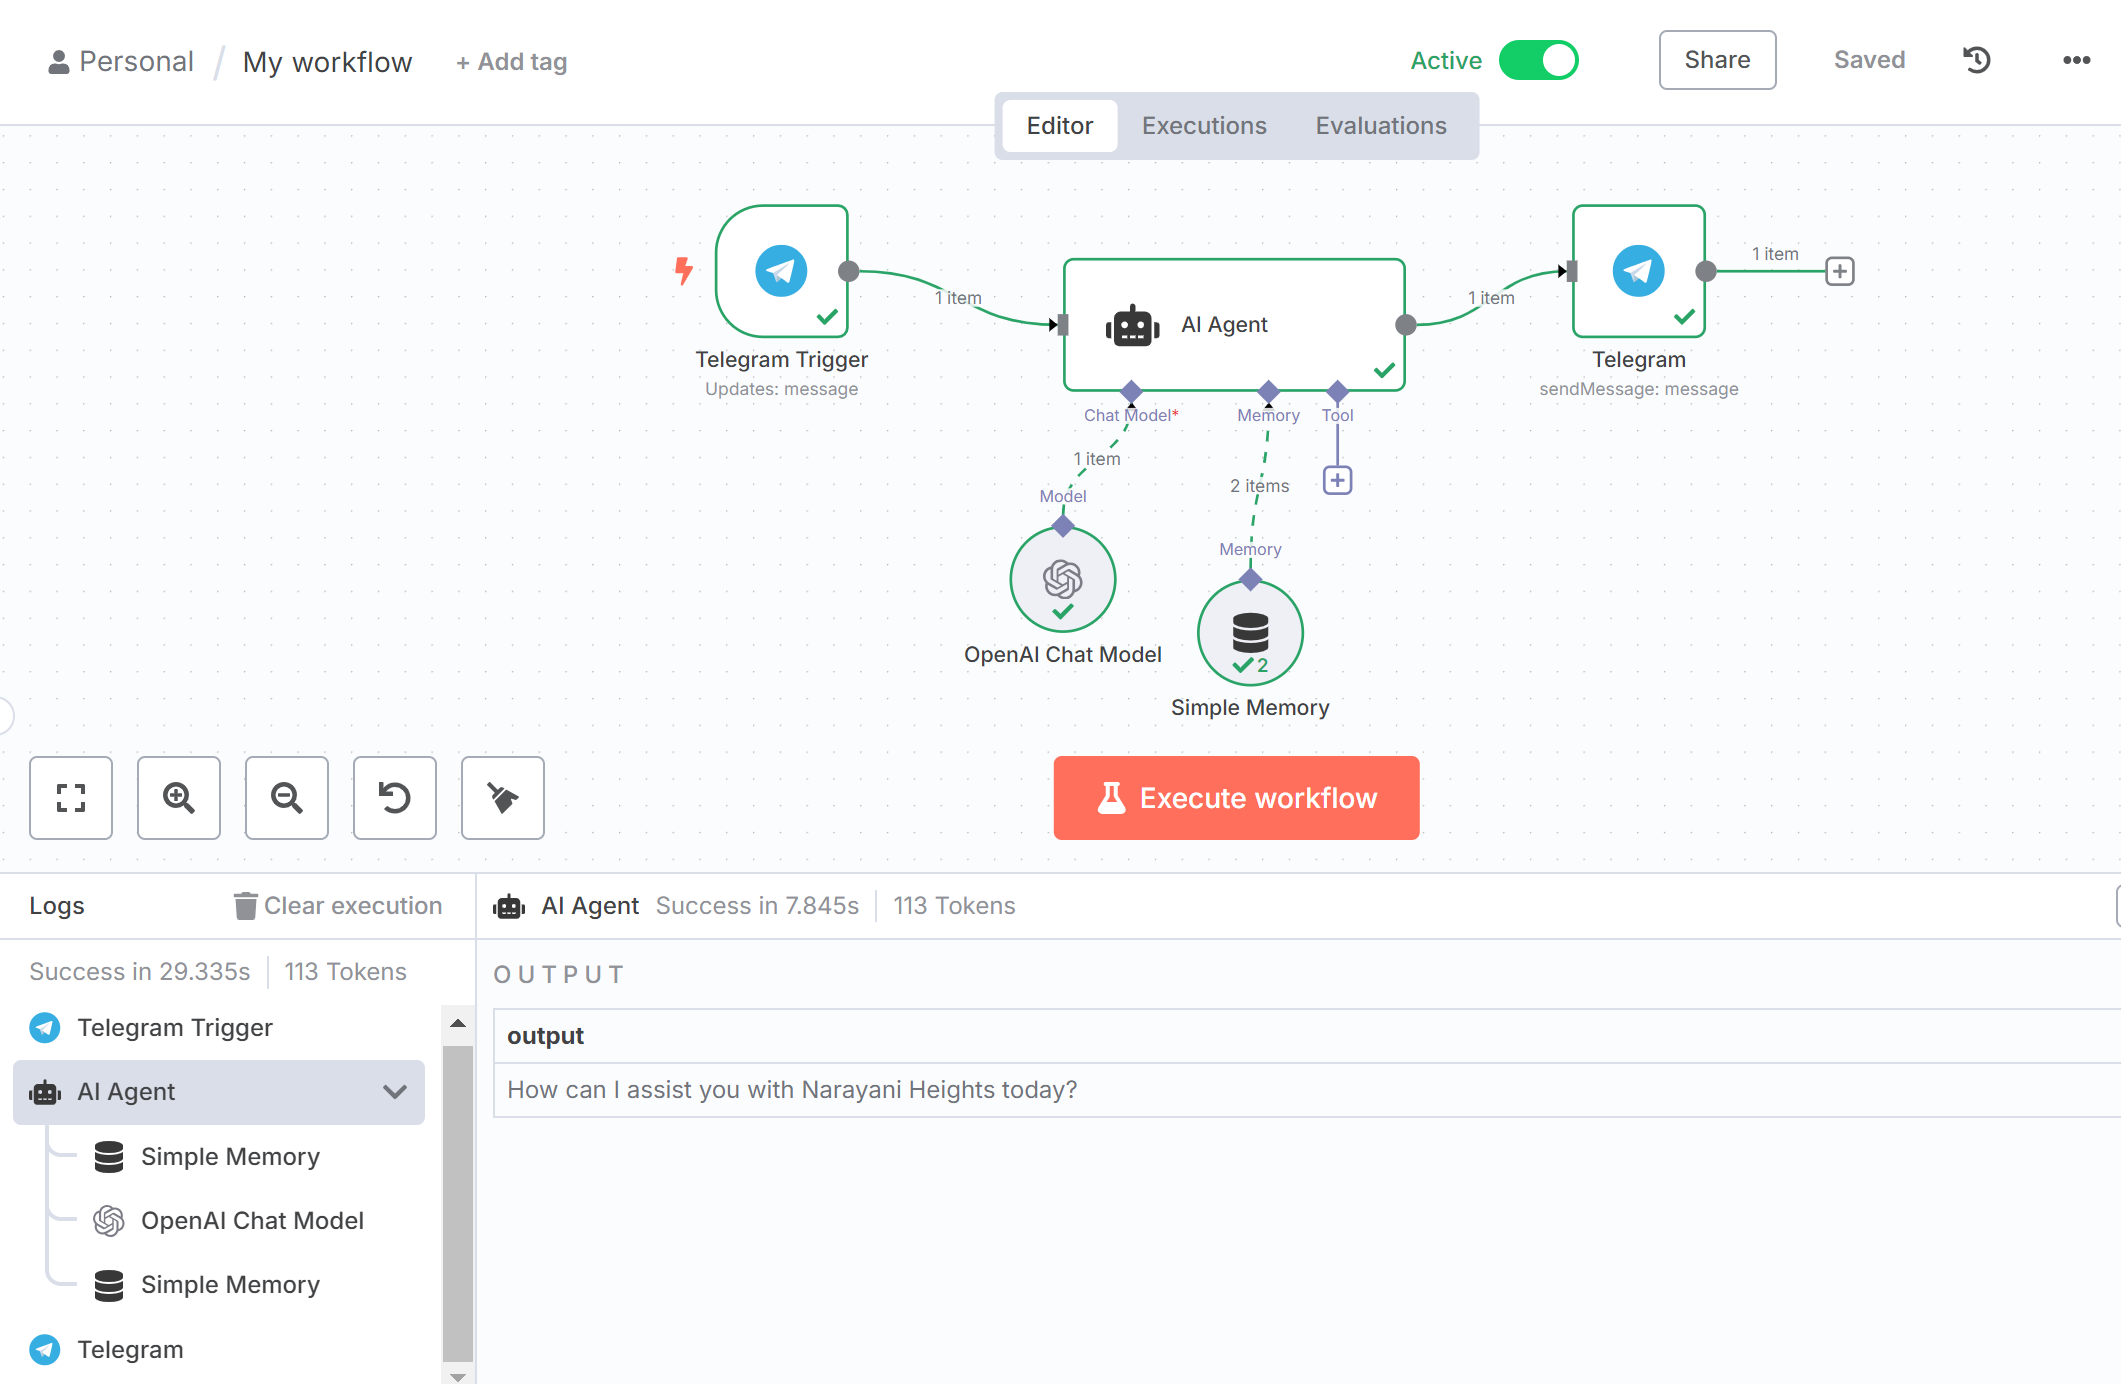 Personal / My workflow + Add tag
Active Share Saved
Editor Executions Evaluations
1 item
1 item
1 item
AI Agent
Telegram Trigger
Updates: message
Telegram
sendMessage: message
Chat Model* Memory Tool
1 item
2 items
Model
Memory
OpenAI Chat Model
2
Simple Memory
Execute workflow
Logs Clear execution
AI Agent Success in 7.845s 113 Tokens
Success in 29.335s 113 Tokens
OUTPUT
Telegram Trigger
output
AI Agent
How can I assist you with Narayani Heights today?
Simple Memory
OpenAI Chat Model
Simple Memory
Telegram